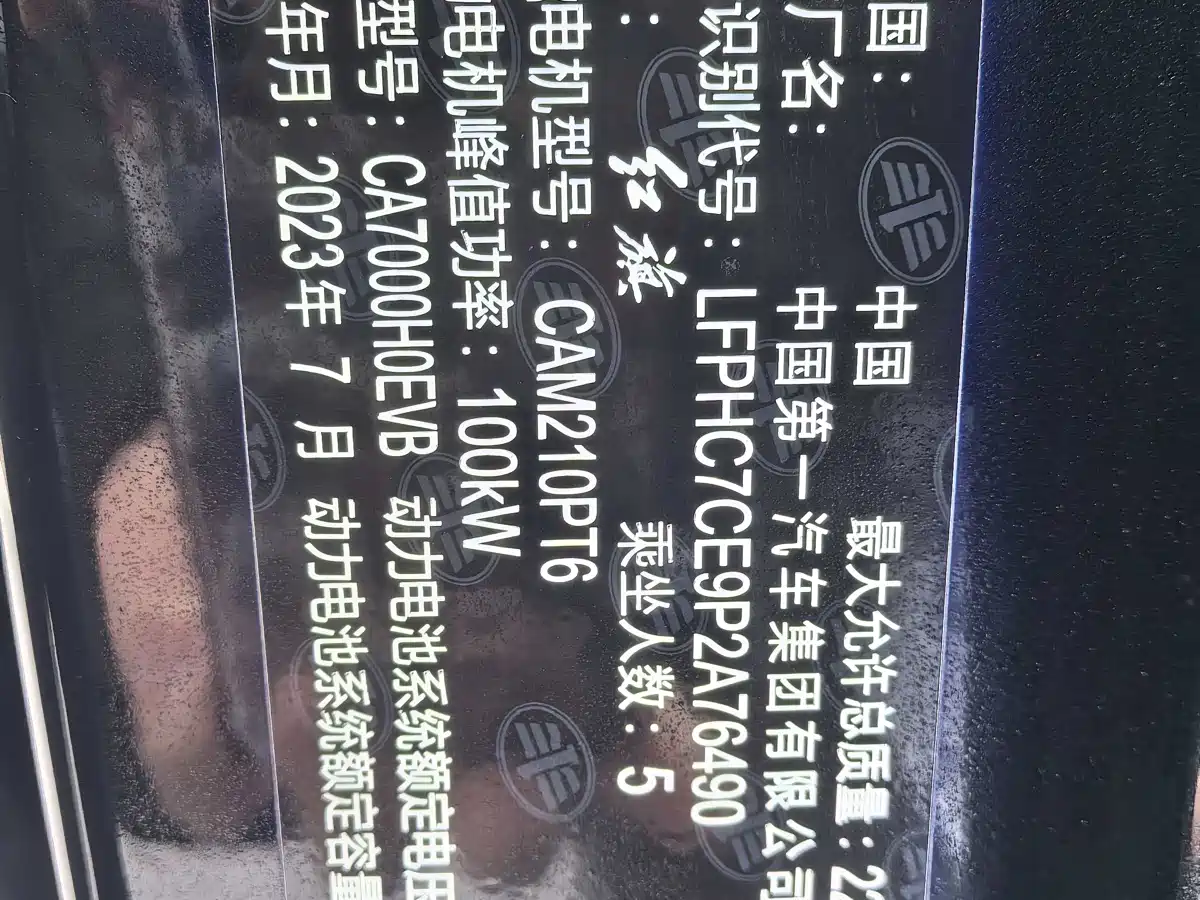 国： 中国 最大允许总质量：22
厂名： 中国第一汽车集团有限公司
识别代号：LFPHC7CE9P2A76490
： 红旗 乘坐人数：5
电机型号：CAM210PT6
电机峰值功率：100kW
型号：CA7000H0EVB 动力电池系统额定电压
年月：2023年 7 月 动力电池系统额定容量